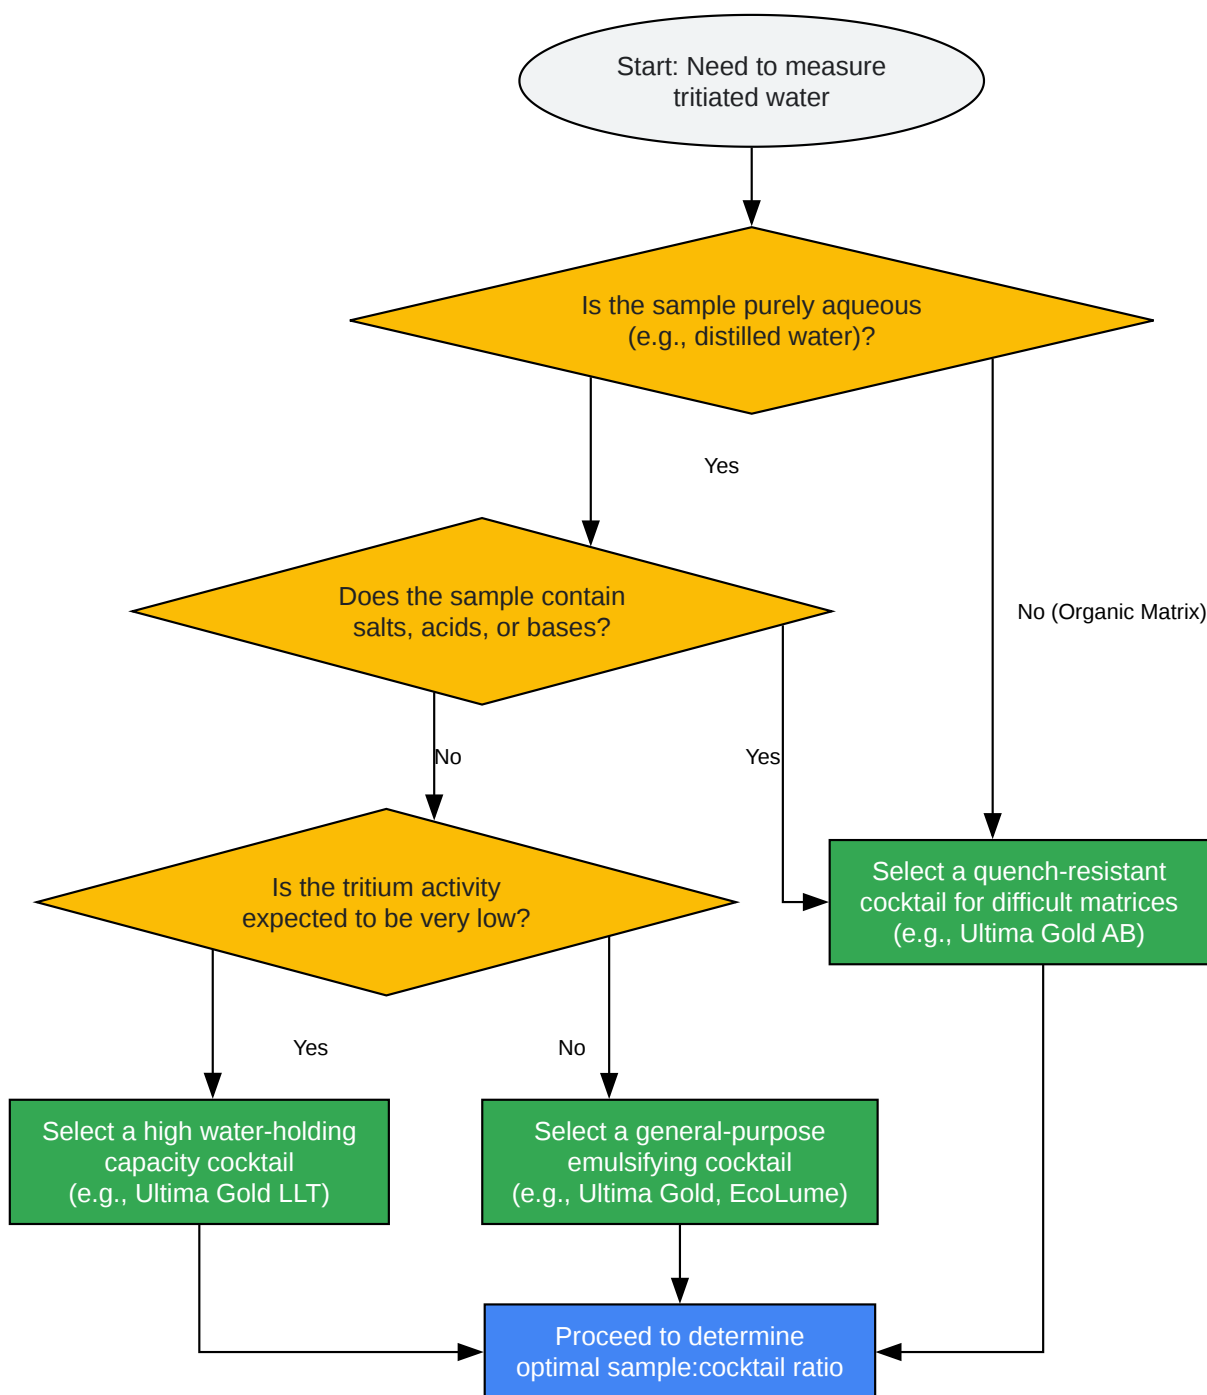 Start: Need to measure
tritiated water
Is the sample purely aqueous
(e.g., distilled water)?
Yes
Does the sample contain
salts, acids, or bases?
No (Organic Matrix)
No
Yes
Is the tritium activity
expected to be very low?
Select a quench-resistant
cocktail for difficult matrices
(e.g., Ultima Gold AB)
Yes
No
Select a high water-holding
capacity cocktail
(e.g., Ultima Gold LLT)
Select a general-purpose
emulsifying cocktail
(e.g., Ultima Gold, EcoLume)
Proceed to determine
optimal sample:cocktail ratio